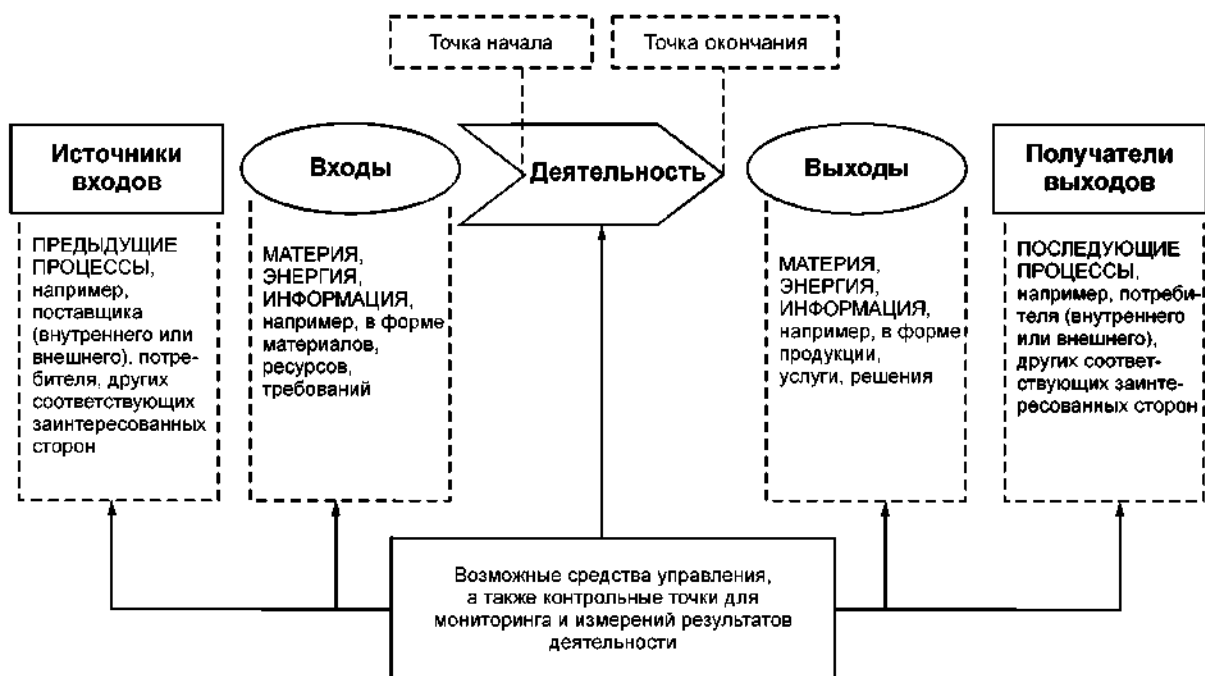 Точка начала
Точка окончания
Источники
входов
Входы
Деятельность
Выходы
Получатели
выходов
ПРЕДЫДУЩИЕ
ПРОЦЕССЫ,
например,
поставщика
(внутреннего или
внешнего). потре-
бителя, других
соответствующих
заинтересованных
сторон
МАТЕРИЯ,
ЭНЕРГИЯ,
ИНФОРМАЦИЯ,
например, в форме
материалов,
ресурсов,
требований
МАТЕРИЯ,
ЭНЕРГИЯ,
ИНФОРМАЦИЯ,
например, в форме
продукции,
услуги, решения
ПОСЛЕДУЮЩИЕ
ПРОЦЕССЫ,
например, потреби-
теля (внутреннего
или внешнего),
других соответ-
ствующих заинте-
ресованных сторон
Возможные средства управления,
а также контрольные точки для
мониторинга и измерений результатов
деятельности